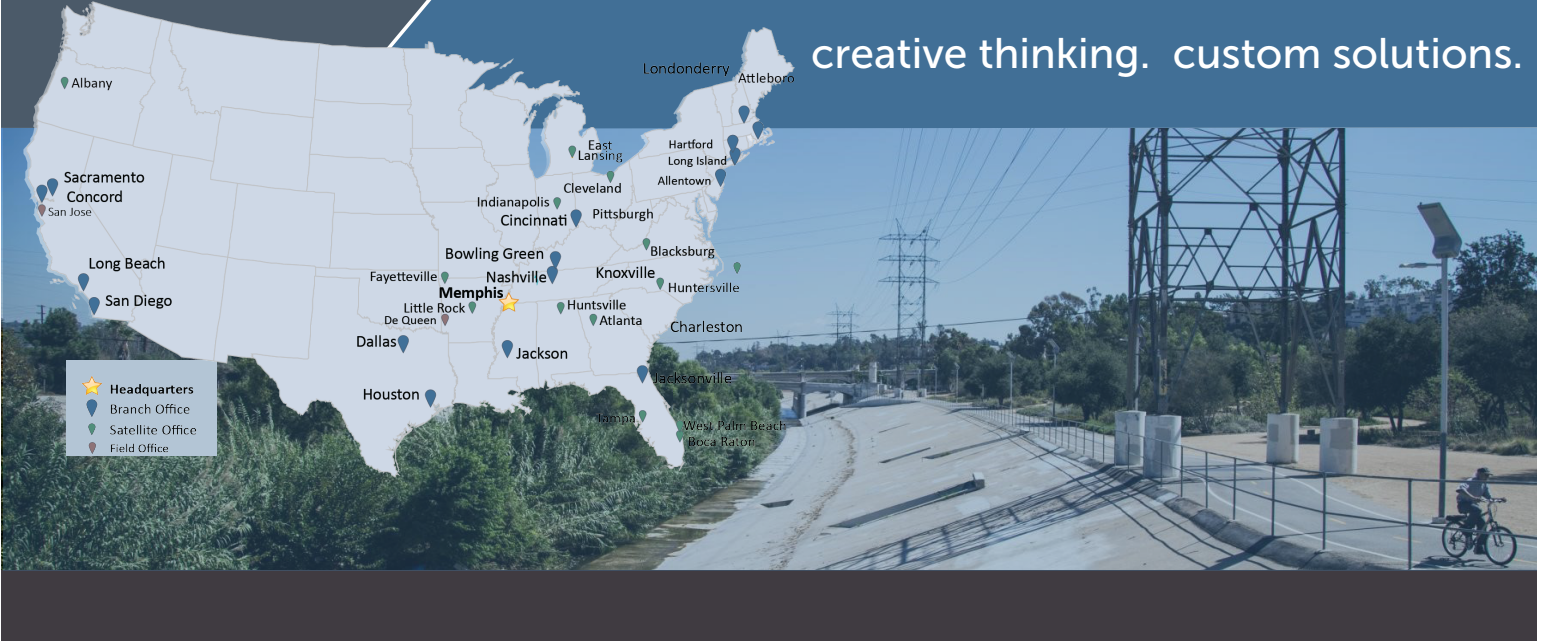 creative thinking.  custom solutions.
Londonderry
Attleboro
Albany
Hartford
East
Lansing
Long Island
Sacramento
Allentown
Cleveland
Concord
Indianapolis
San Jose
Pittsburgh
Cincinnati
Bowling Green
Blacksburg
Long Beach
Knoxville
Fayetteville
Nashville
Huntersville
Memphis
San Diego
Huntsville
Little Rock
De Queen
Atlanta
Charleston
Dallas
Jackson
Jacksonville
Houston
Tampa
West Palm Beach
Boca Raton
Headquarters
Branch Office
Satellite Office
Field Office